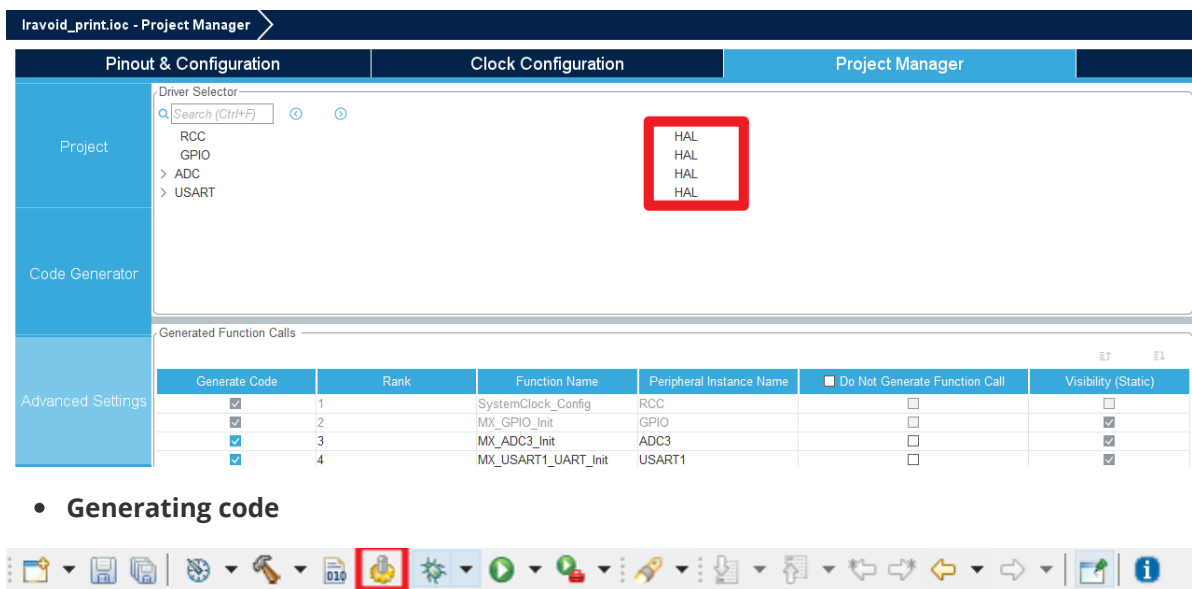 Iravoid_print.ioc - Project Manager
Pinout & Configuration Clock Configuration Project Manager
Driver Selector
Search (Ctrl+F)
RCC HAL
GPIO HAL
ADC HAL
USART HAL
Project
Code Generator
Advanced Settings
Generated Function Calls
Generate Code Rank Function Name Peripheral Instance Name Do Not Generate Function Call Visibility (Static)
1 SystemClock_Config RCC
2 MX_GPIO_Init GPIO
3 MX_ADC3_Init ADC3
4 MX_USART1_UART_Init USART1
• Generating code
010
i